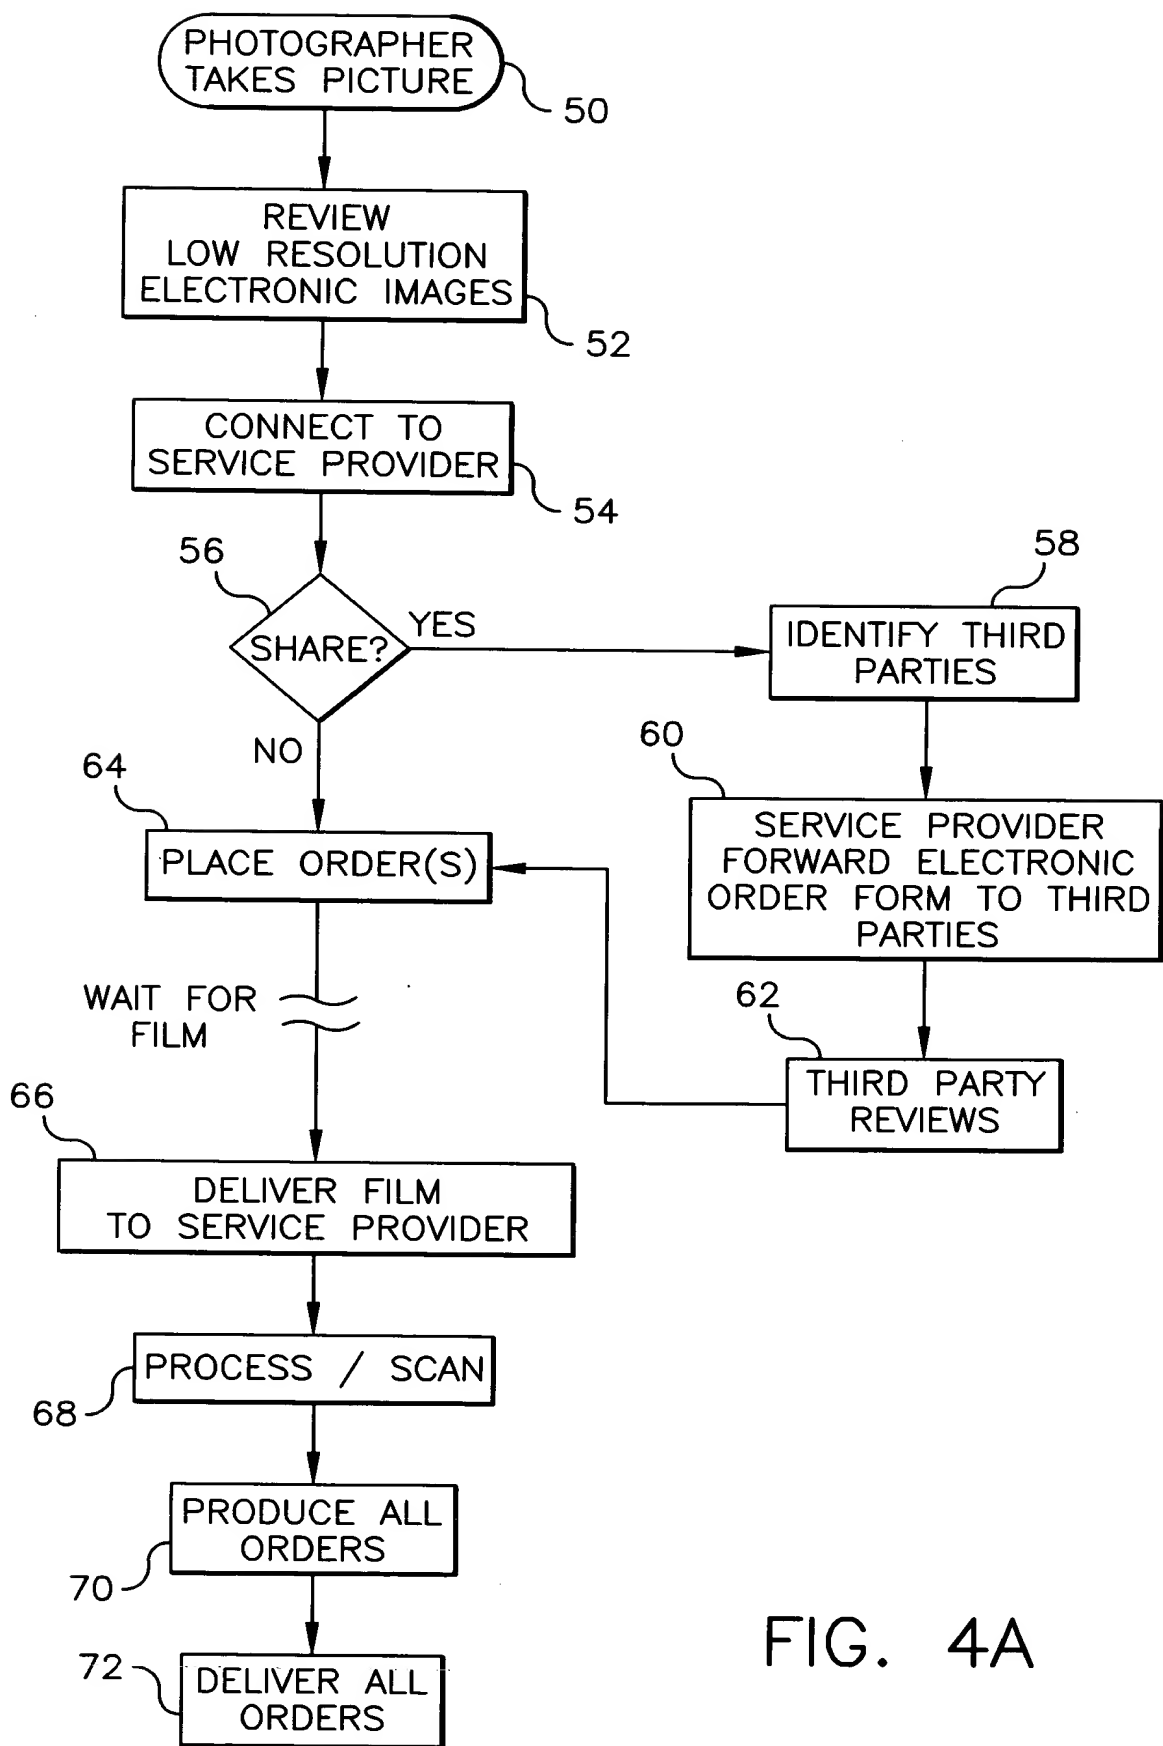 PHOTOGRAPHER
TAKES PICTURE
50
REVIEW
LOW RESOLUTION
ELECTRONIC IMAGES
52
CONNECT TO
SERVICE PROVIDER
54
56
SHARE?
YES
NO
58
IDENTIFY THIRD
PARTIES
60
SERVICE PROVIDER
FORWARD ELECTRONIC
ORDER FORM TO THIRD
PARTIES
62
THIRD PARTY
REVIEWS
64
PLACE ORDER(S)
WAIT FOR
FILM
66
DELIVER FILM
TO SERVICE PROVIDER
PROCESS / SCAN
68
PRODUCE ALL
ORDERS
70
72
DELIVER ALL
ORDERS
FIG. 4A